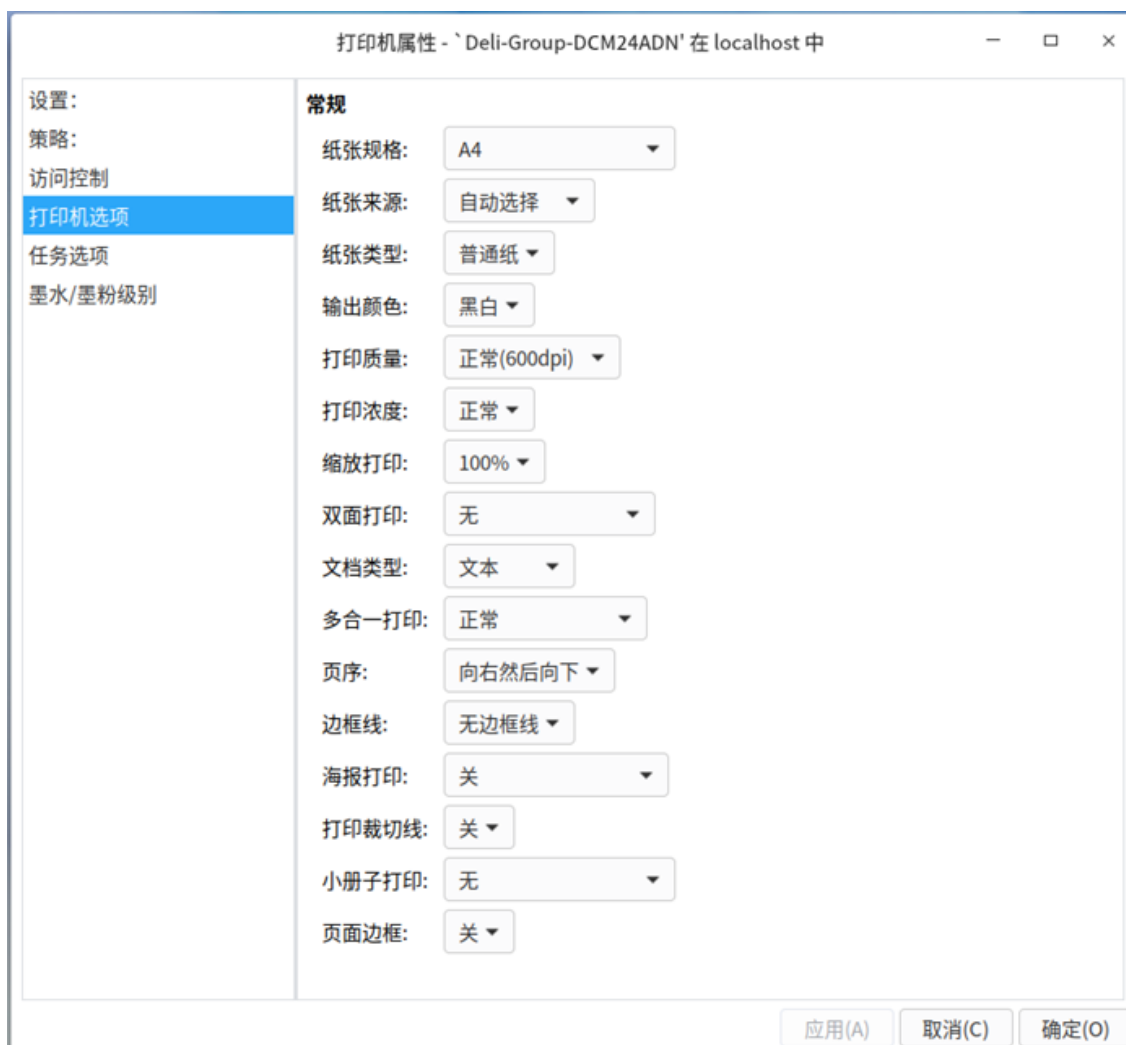 打印机属性 - `Deli-Group-DCM24ADN' 在 localhost 中
设置：
策略：
访问控制
打印机选项
任务选项
墨水/墨粉级别
常规
纸张规格: A4
纸张来源: 自动选择
纸张类型: 普通纸
输出颜色: 黑白
打印质量: 正常(600dpi)
打印浓度: 正常
缩放打印: 100%
双面打印: 无
文档类型: 文本
多合一打印: 正常
页序: 向右然后向下
边框线: 无边框线
海报打印: 关
打印裁切线: 关
小册子打印: 无
页面边框: 关
应用(A) 取消(C) 确定(O)